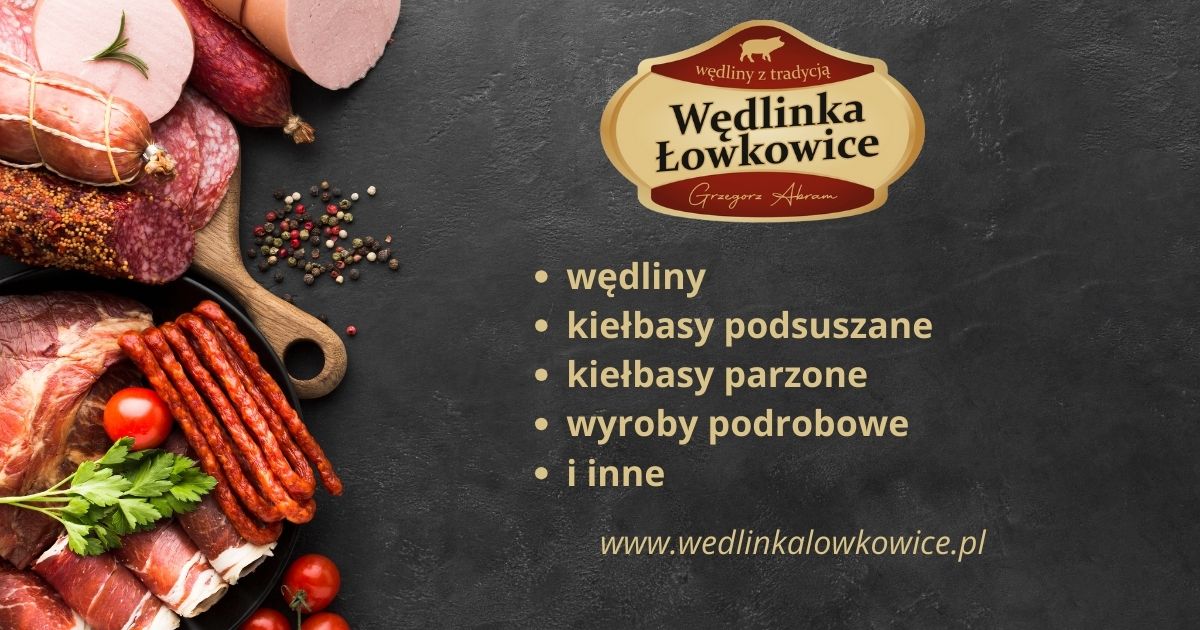 wędliny z tradycją
Wędlinka
Łowkowice
Grzegorz Abram
• wędliny
• kiełbasy podsuszane
• kiełbasy parzone
• wyroby podrobowe
• i inne
www.wedlinkalowkowice.pl